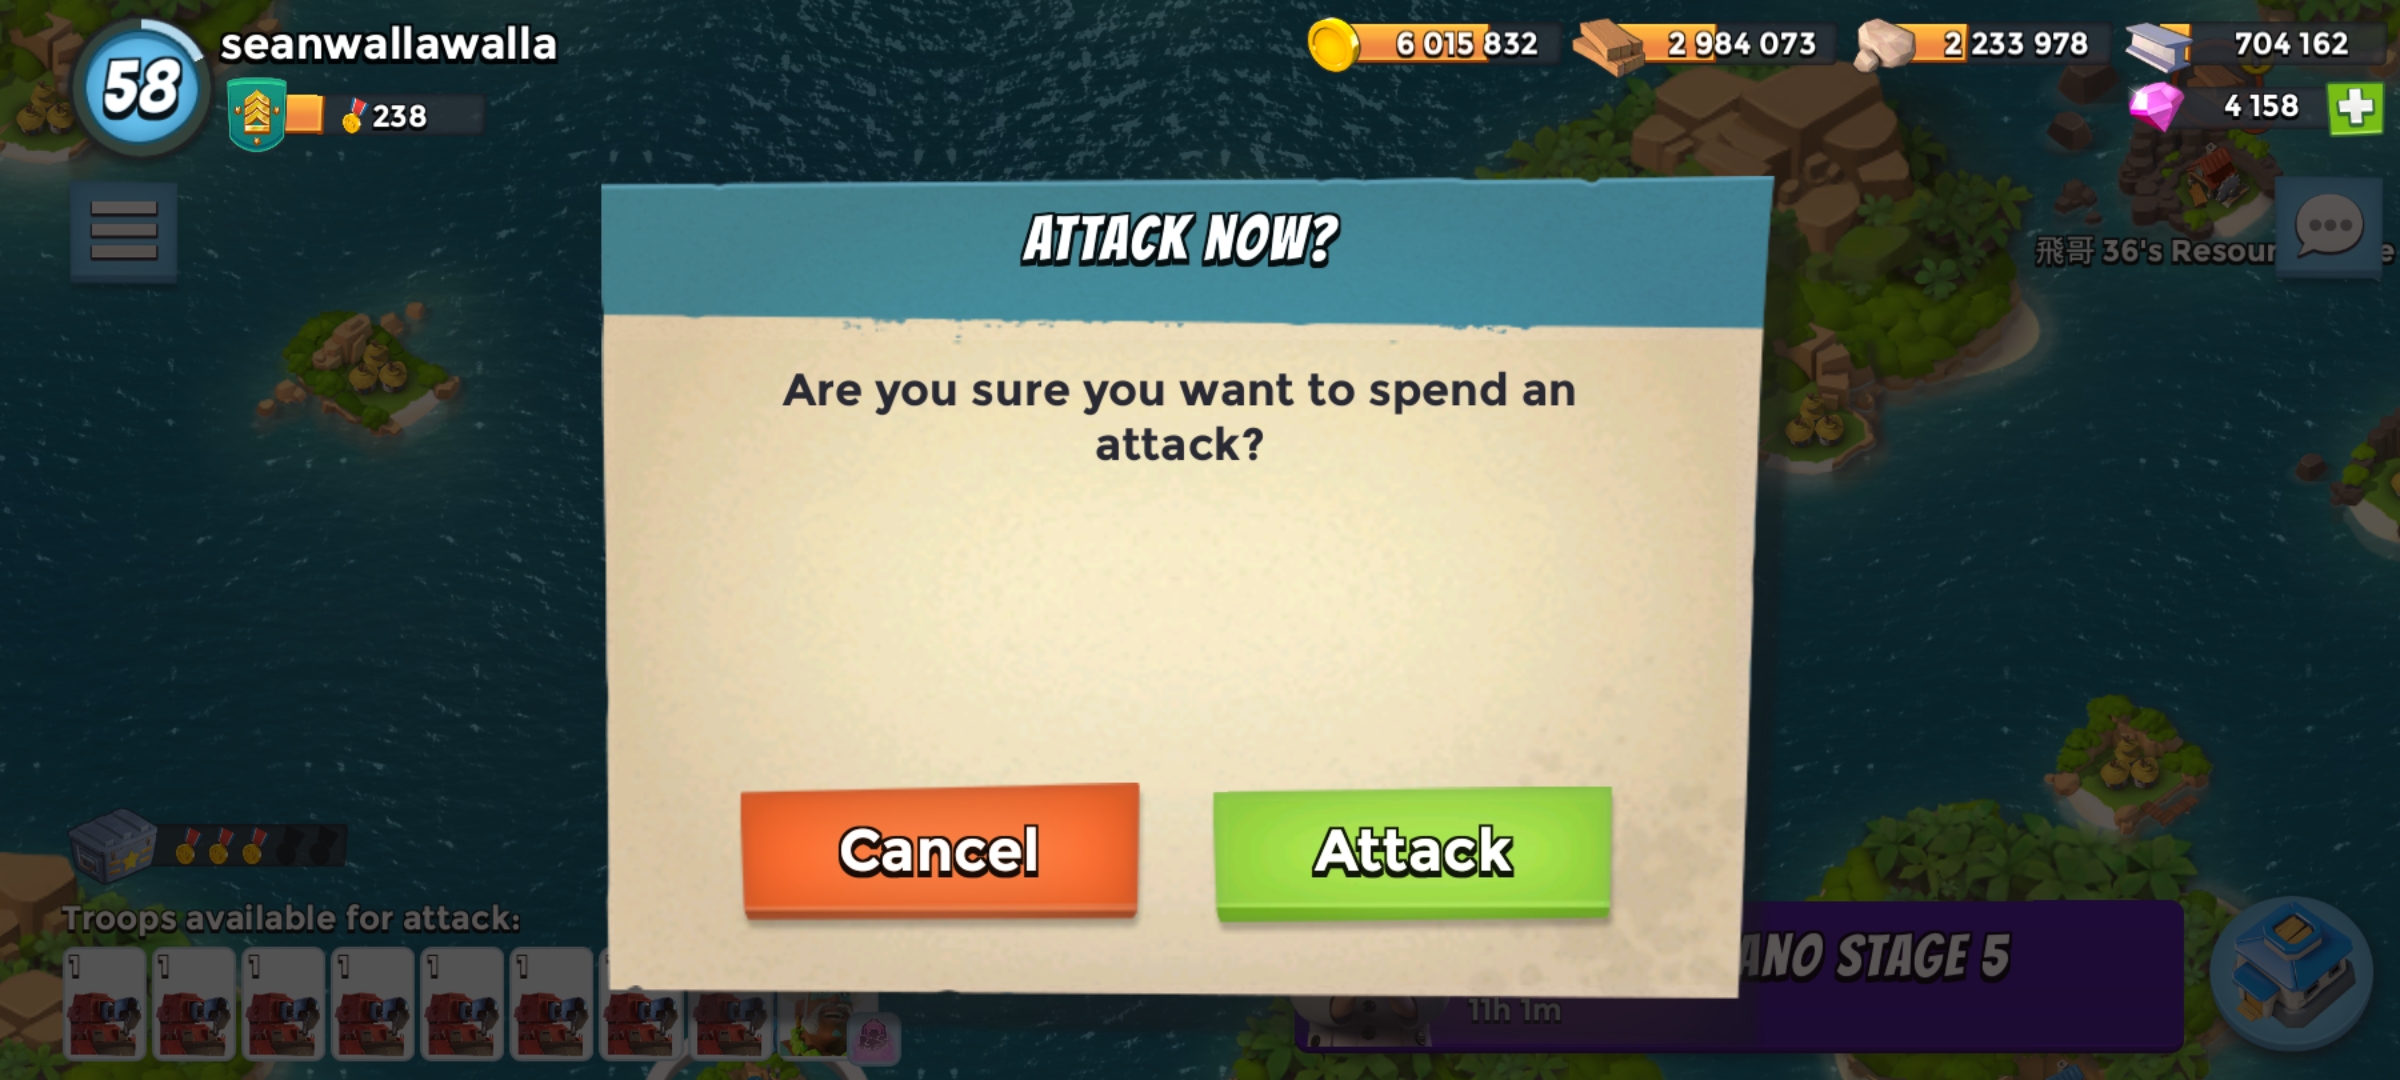 58
seanwallawalla
238
6 015 832
2 984 073
2 233 978
704 162
4 158
飛哥 36's Resour
e
ATTACK NOW?
Are you sure you want to spend an
attack?
Cancel
Attack
Troops available for attack:
1 1 1 1 1 1
ANO STAGE 5
11h 1m